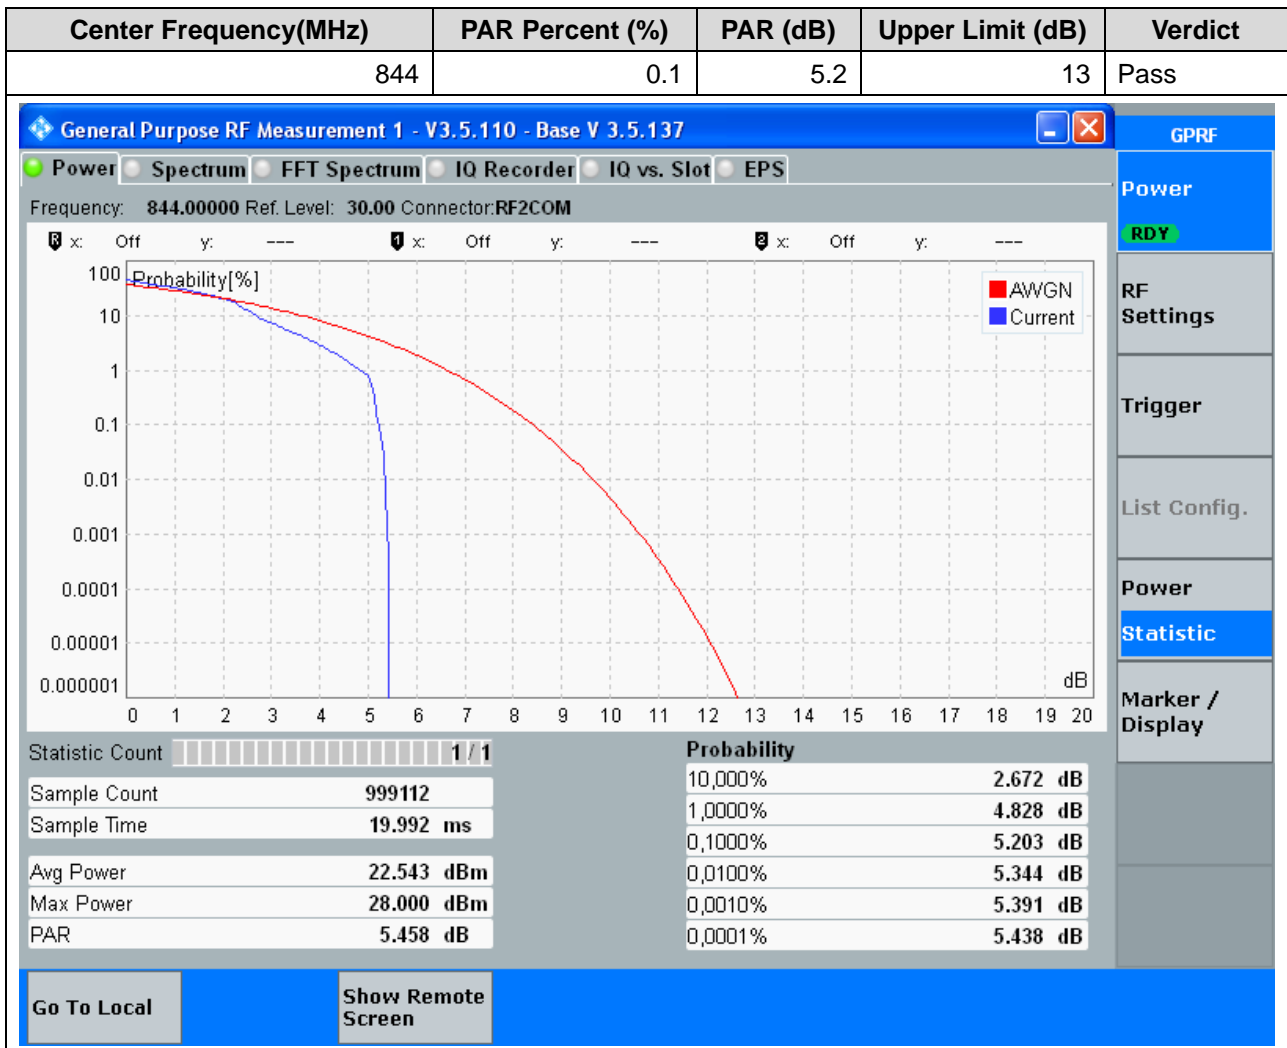 Center Frequency(MHz) PAR Percent (%) PAR (dB) Upper Limit (dB) Verdict
844 0.1 5.2 13 Pass
General Purpose RF Measurement 1 - V3.5.110 - Base V 3.5.137
GPRF
Power Spectrum FFT Spectrum IQ Recorder IQ vs. Slot EPS
Power
RDY
Frequency: 844.00000 Ref. Level: 30.00 Connector:RF2COM
R x: Off y: --- 1 x: Off y: --- 2 x: Off y: ---
Probability[%]
AWGN
Current
100
10
1
0.1
0.01
0.001
0.0001
0.00001
0.000001
dB
0 1 2 3 4 5 6 7 8 9 10 11 12 13 14 15 16 17 18 19 20
RF
Settings
Trigger
List Config.
Power
Statistic
Marker /
Display
Statistic Count 1 / 1
Sample Count 999112
Sample Time 19.992 ms
Avg Power 22.543 dBm
Max Power 28.000 dBm
PAR 5.458 dB
Probability
10,000% 2.672 dB
1,0000% 4.828 dB
0,1000% 5.203 dB
0,0100% 5.344 dB
0,0010% 5.391 dB
0,0001% 5.438 dB
Go To Local
Show Remote
Screen